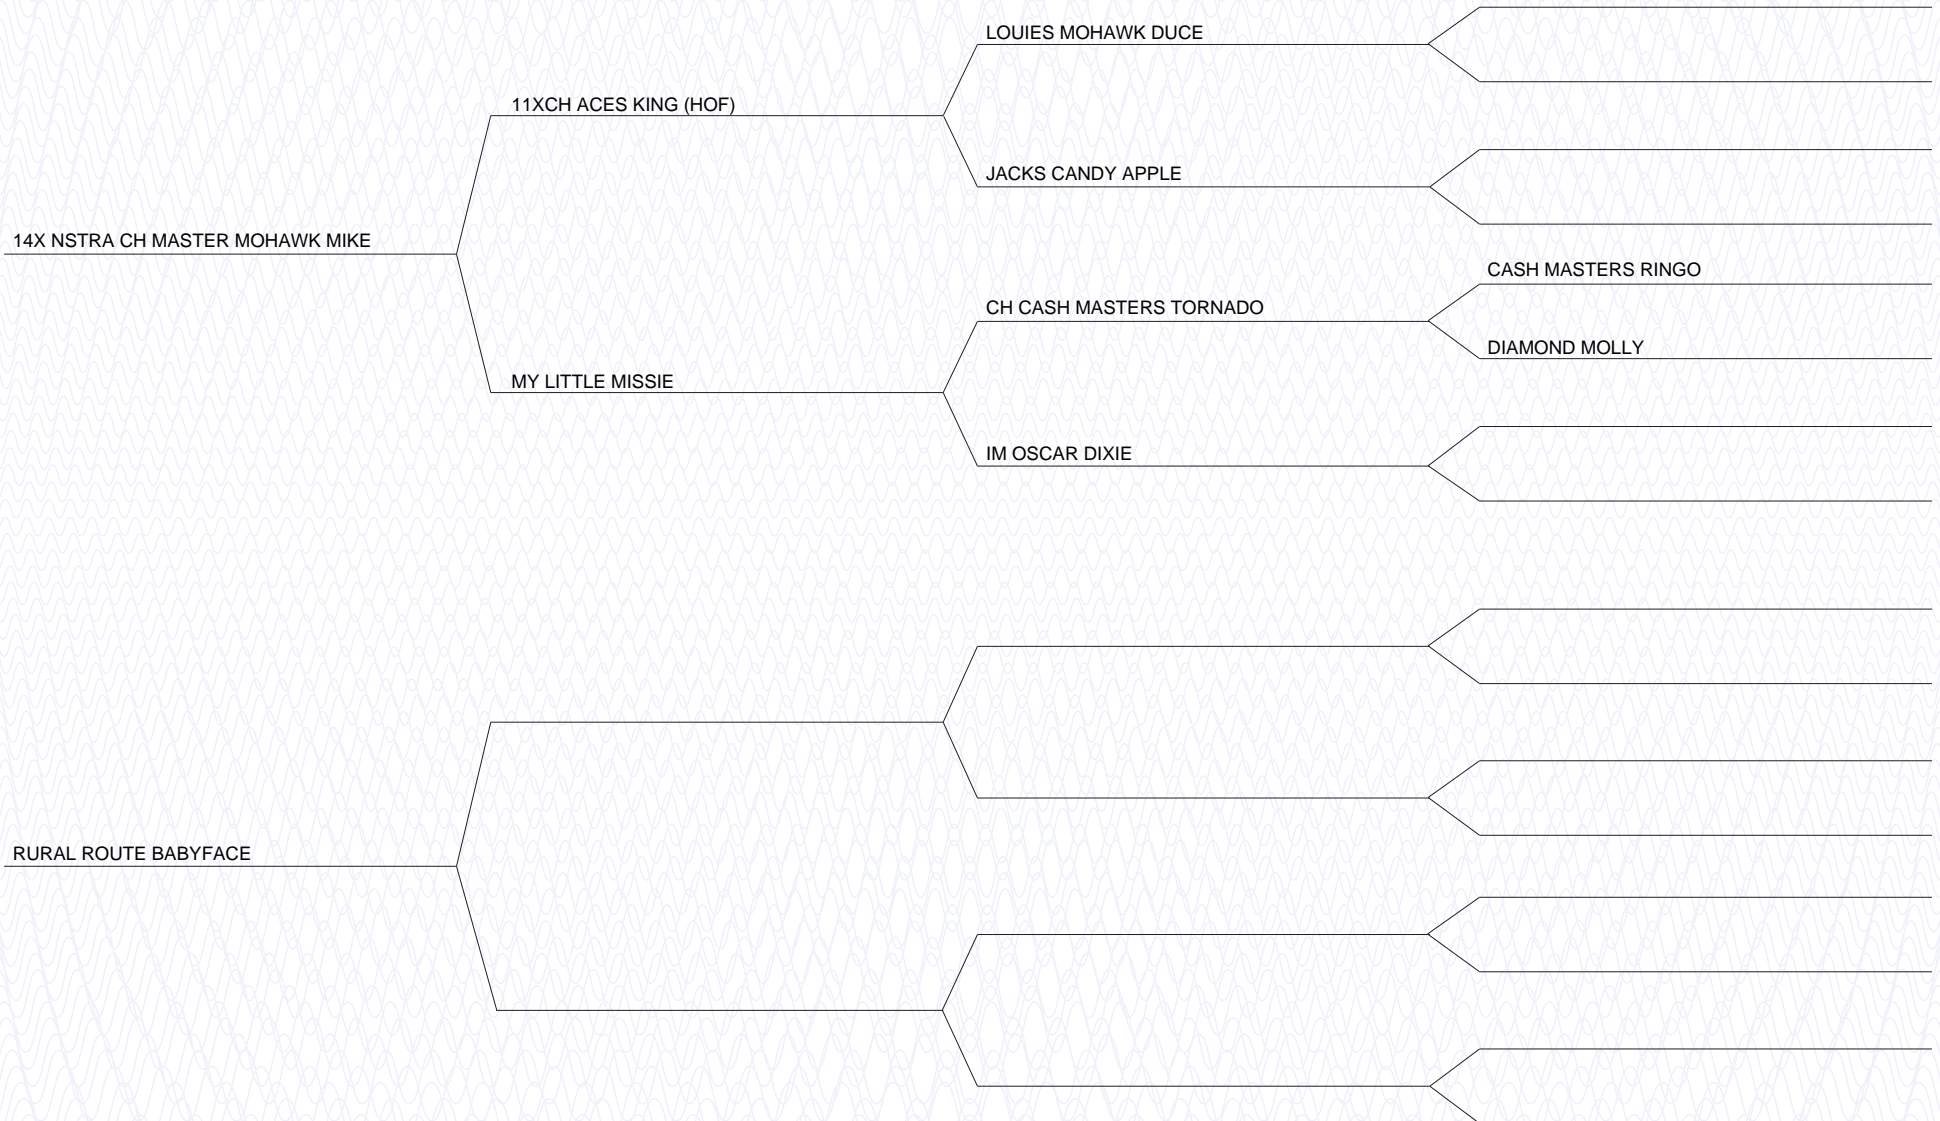 LOUIES MOHAWK DUCE
11XCH ACES KING (HOF)
JACKS CANDY APPLE
14X NSTRA CH MASTER MOHAWK MIKE
CASH MASTERS RINGO
CH CASH MASTERS TORNADO
DIAMOND MOLLY
MY LITTLE MISSIE
IM OSCAR DIXIE
RURAL ROUTE BABYFACE